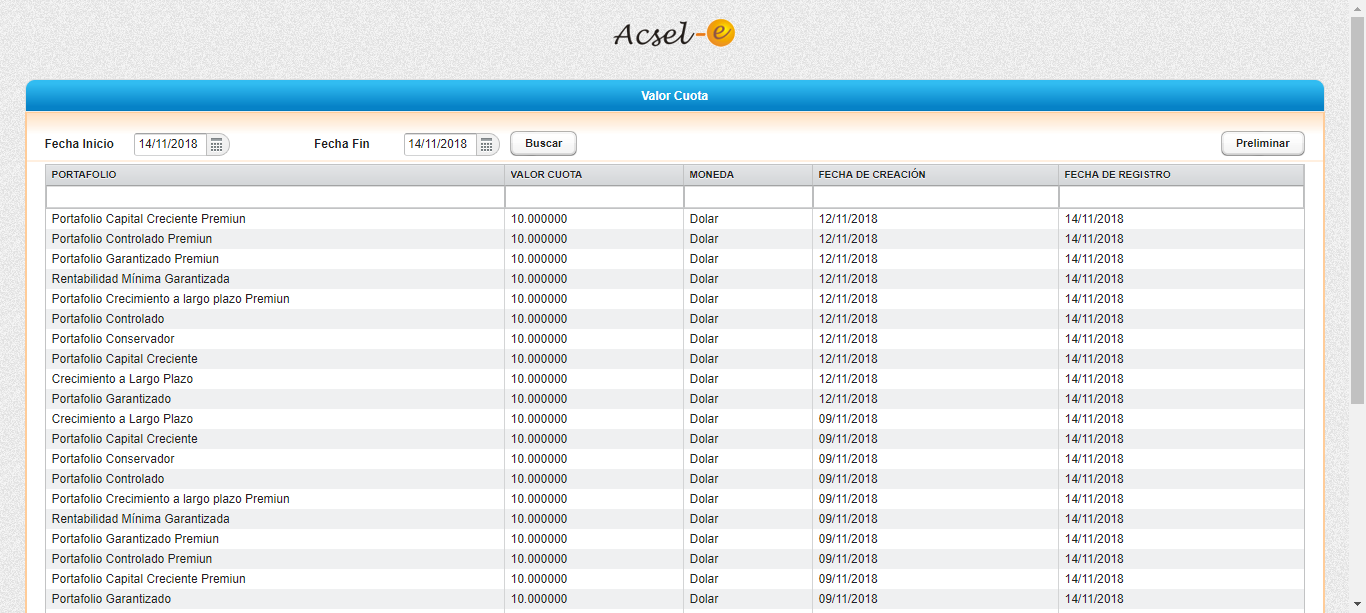 Acsel-e
Valor Cuota
Fecha Inicio 14/11/2018 Fecha Fin 14/11/2018 Buscar Preliminar
PORTAFOLIO VALOR CUOTA MONEDA FECHA DE CREACIÓN FECHA DE REGISTRO
Portafolio Capital Creciente Premiun 10.000000 Dolar 12/11/2018 14/11/2018
Portafolio Controlado Premiun 10.000000 Dolar 12/11/2018 14/11/2018
Portafolio Garantizado Premiun 10.000000 Dolar 12/11/2018 14/11/2018
Rentabilidad Mínima Garantizada 10.000000 Dolar 12/11/2018 14/11/2018
Portafolio Crecimiento a largo plazo Premiun 10.000000 Dolar 12/11/2018 14/11/2018
Portafolio Controlado 10.000000 Dolar 12/11/2018 14/11/2018
Portafolio Conservador 10.000000 Dolar 12/11/2018 14/11/2018
Portafolio Capital Creciente 10.000000 Dolar 12/11/2018 14/11/2018
Crecimiento a Largo Plazo 10.000000 Dolar 12/11/2018 14/11/2018
Portafolio Garantizado 10.000000 Dolar 12/11/2018 14/11/2018
Crecimiento a Largo Plazo 10.000000 Dolar 09/11/2018 14/11/2018
Portafolio Capital Creciente 10.000000 Dolar 09/11/2018 14/11/2018
Portafolio Conservador 10.000000 Dolar 09/11/2018 14/11/2018
Portafolio Controlado 10.000000 Dolar 09/11/2018 14/11/2018
Portafolio Crecimiento a largo plazo Premiun 10.000000 Dolar 09/11/2018 14/11/2018
Rentabilidad Mínima Garantizada 10.000000 Dolar 09/11/2018 14/11/2018
Portafolio Garantizado Premiun 10.000000 Dolar 09/11/2018 14/11/2018
Portafolio Controlado Premiun 10.000000 Dolar 09/11/2018 14/11/2018
Portafolio Capital Creciente Premiun 10.000000 Dolar 09/11/2018 14/11/2018
Portafolio Garantizado 10.000000 Dolar 09/11/2018 14/11/2018